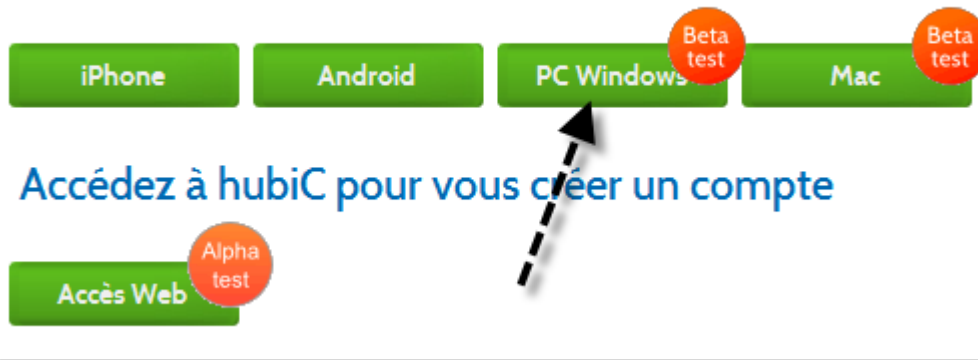 iPhone
Android
PC Windows
Beta
test
Mac
Beta
test
Accédez à hubiC pour vous créer un compte
Accès Web
Alpha
test